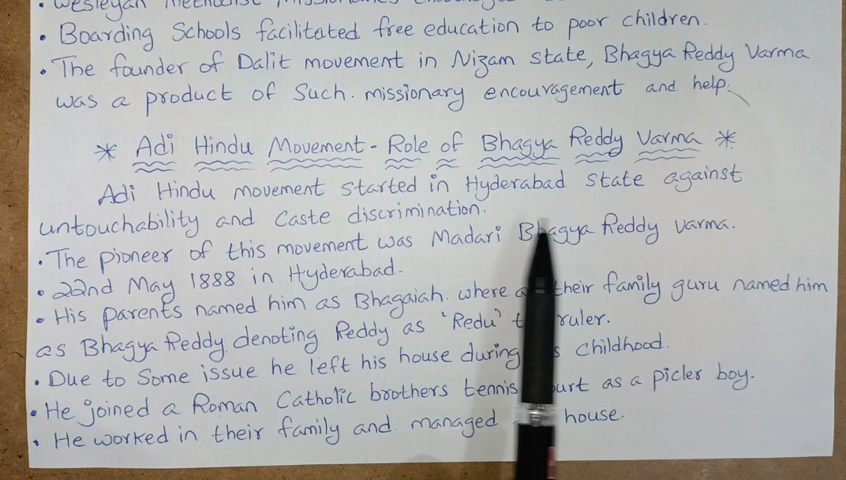 • Wesleyan Methodist Missionaries
• Boarding Schools facilitated free education to poor children.
• The founder of Dalit movement in Nizam state, Bhagya Reddy Varma
was a product of Such. missionary encouragement and help.
* Adi Hindu Movement - Role of Bhagya Reddy Varma *
Adi Hindu movement started in Hyderabad state against
untouchability and Caste discrimination.
• The pioneer of this movement was Madari Bhagya Reddy varma.
• 22nd May 1888 in Hyderabad.
• His parents named him as Bhagaiah. where their family guru named him
as Bhagya Reddy. denoting Reddy as 'Redu' ruler.
• Due to Some issue he left his house during childhood.
• He joined a Roman Catholic brothers tennis as a picler boy.
• He worked in their family and managed house.